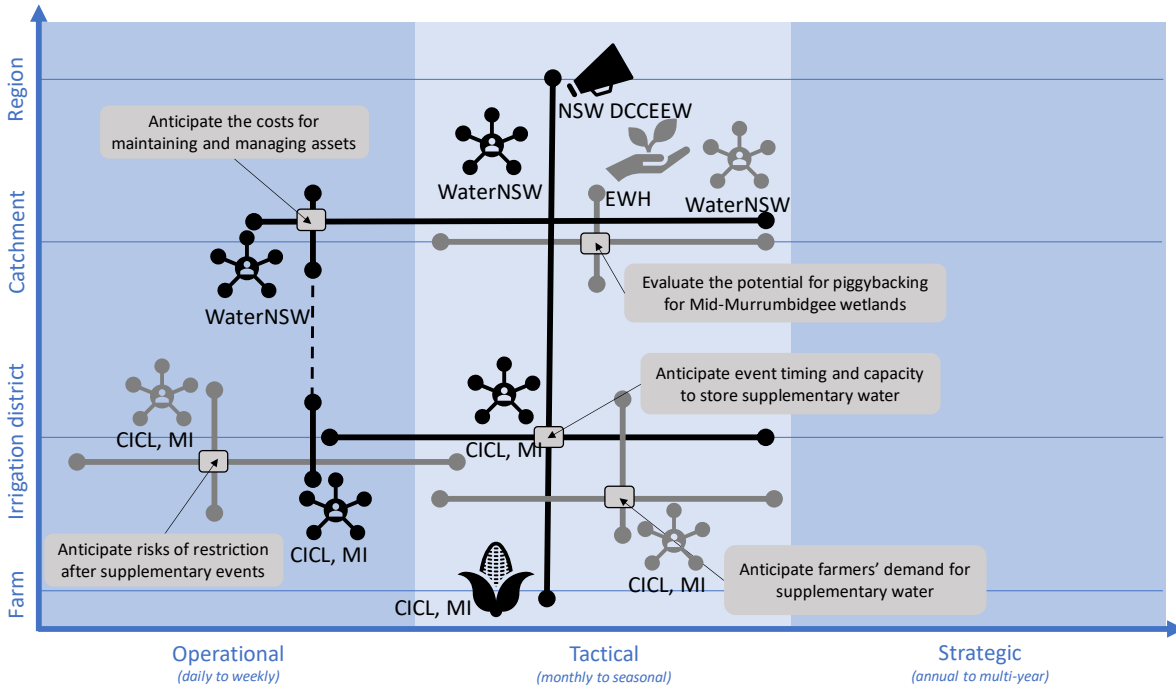 Region
Catchment
Irrigation district
Farm
Anticipate the costs for
maintaining and managing assets
NSW DCCEEW
WaterNSW
EWH
WaterNSW
WaterNSW
Evaluate the potential for piggybacking
for Mid-Murrumbidgee wetlands
Anticipate event timing and capacity
to store supplementary water
CICL, MI
CICL, MI
CICL, MI
Anticipate risks of restriction
after supplementary events
CICL, MI
Anticipate farmers’ demand for
supplementary water
CICL, MI
Operational
(daily to weekly)
Tactical
(monthly to seasonal)
Strategic
(annual to multi-year)